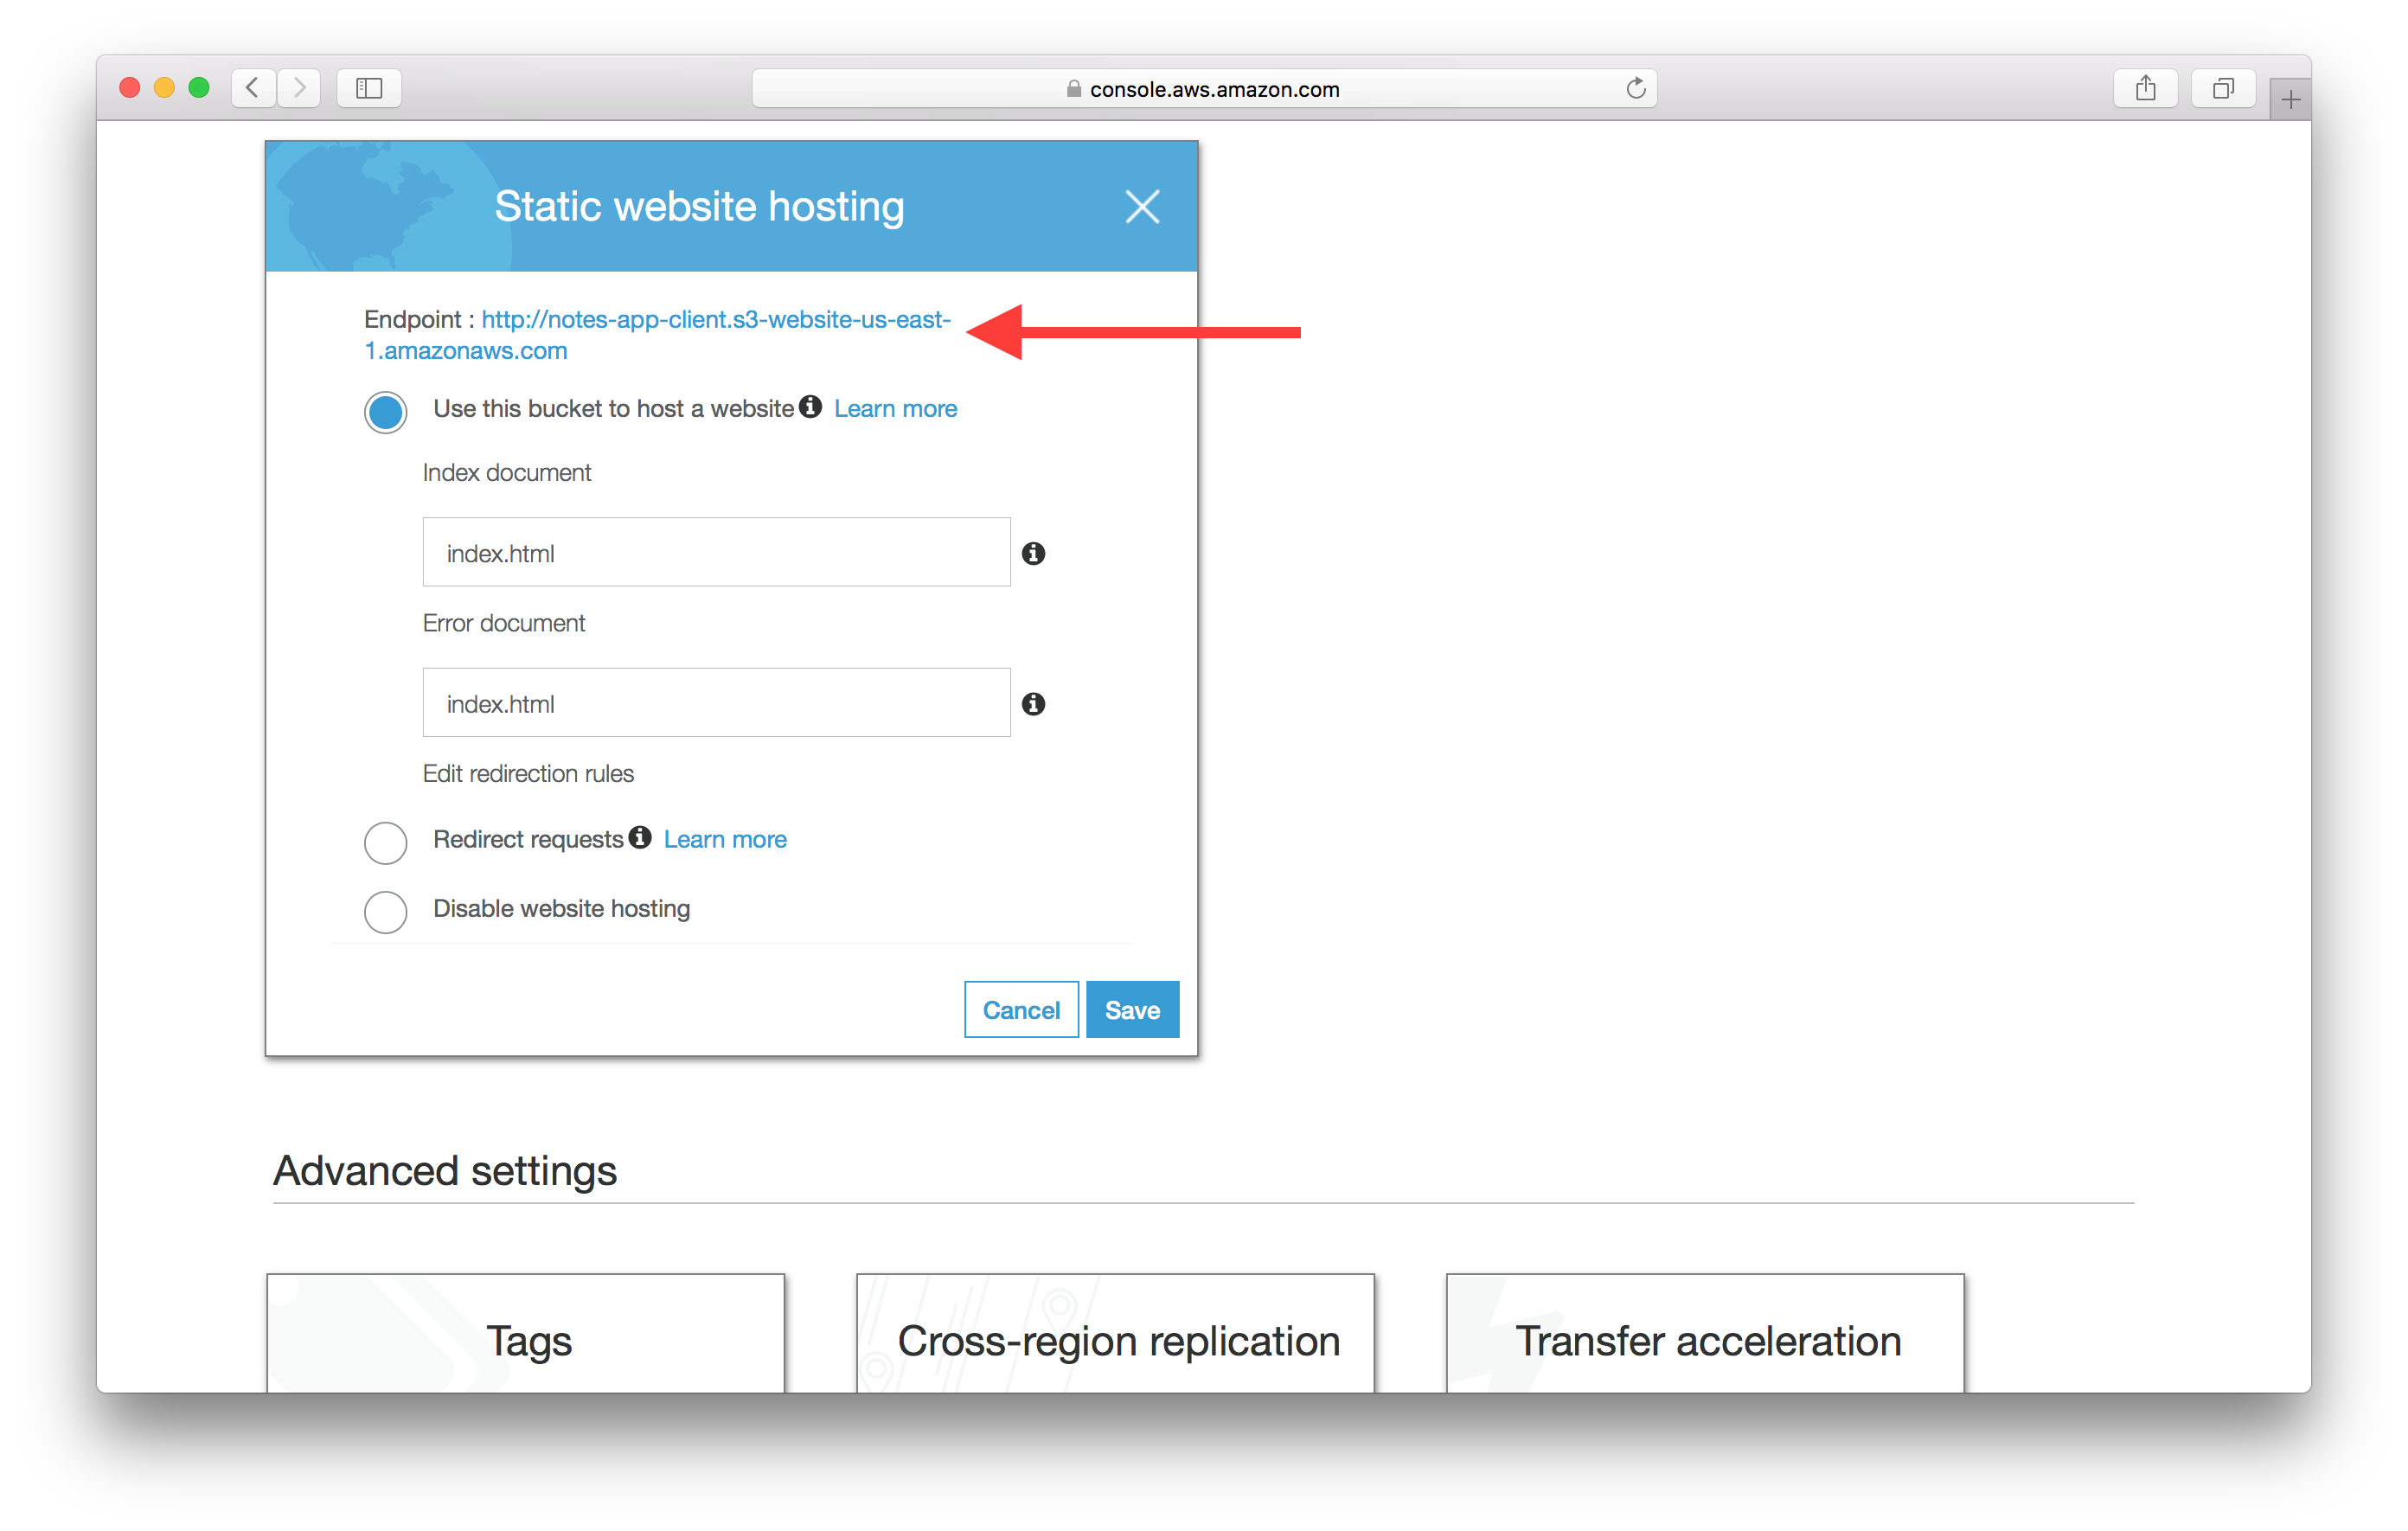 console.aws.amazon.com
Static website hosting
Endpoint : http://notes-app-client.s3-website-us-east-
1.amazonaws.com
Use this bucket to host a website Learn more
Index document
index.html
Error document
index.html
Edit redirection rules
Redirect requests Learn more
Disable website hosting
Cancel Save
Advanced settings
Tags Cross-region replication Transfer acceleration